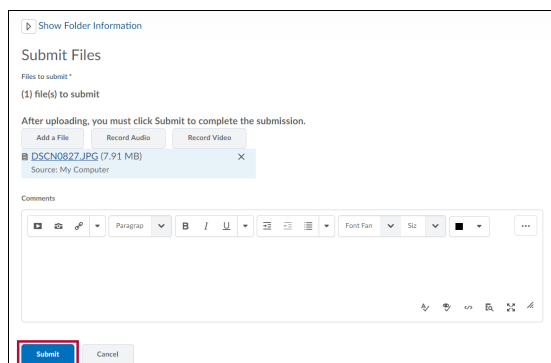 Show Folder Information
Submit Files
Files to submit *
(1) file(s) to submit
After uploading, you must click Submit to complete the submission.
Add a File Record Audio Record Video
DSCN0827.JPG (7.91 MB)
Source: My Computer
Comments
Paragrap B I U Font Fan Siz
Submit Cancel